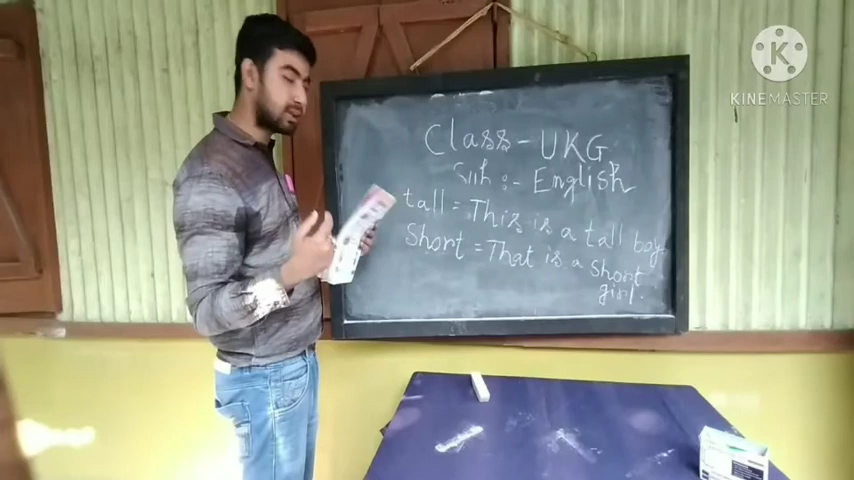 KINEMASTER
Class - UKG
Sub :- English
tall = This is a tall boy.
Short = That is a short
girl.